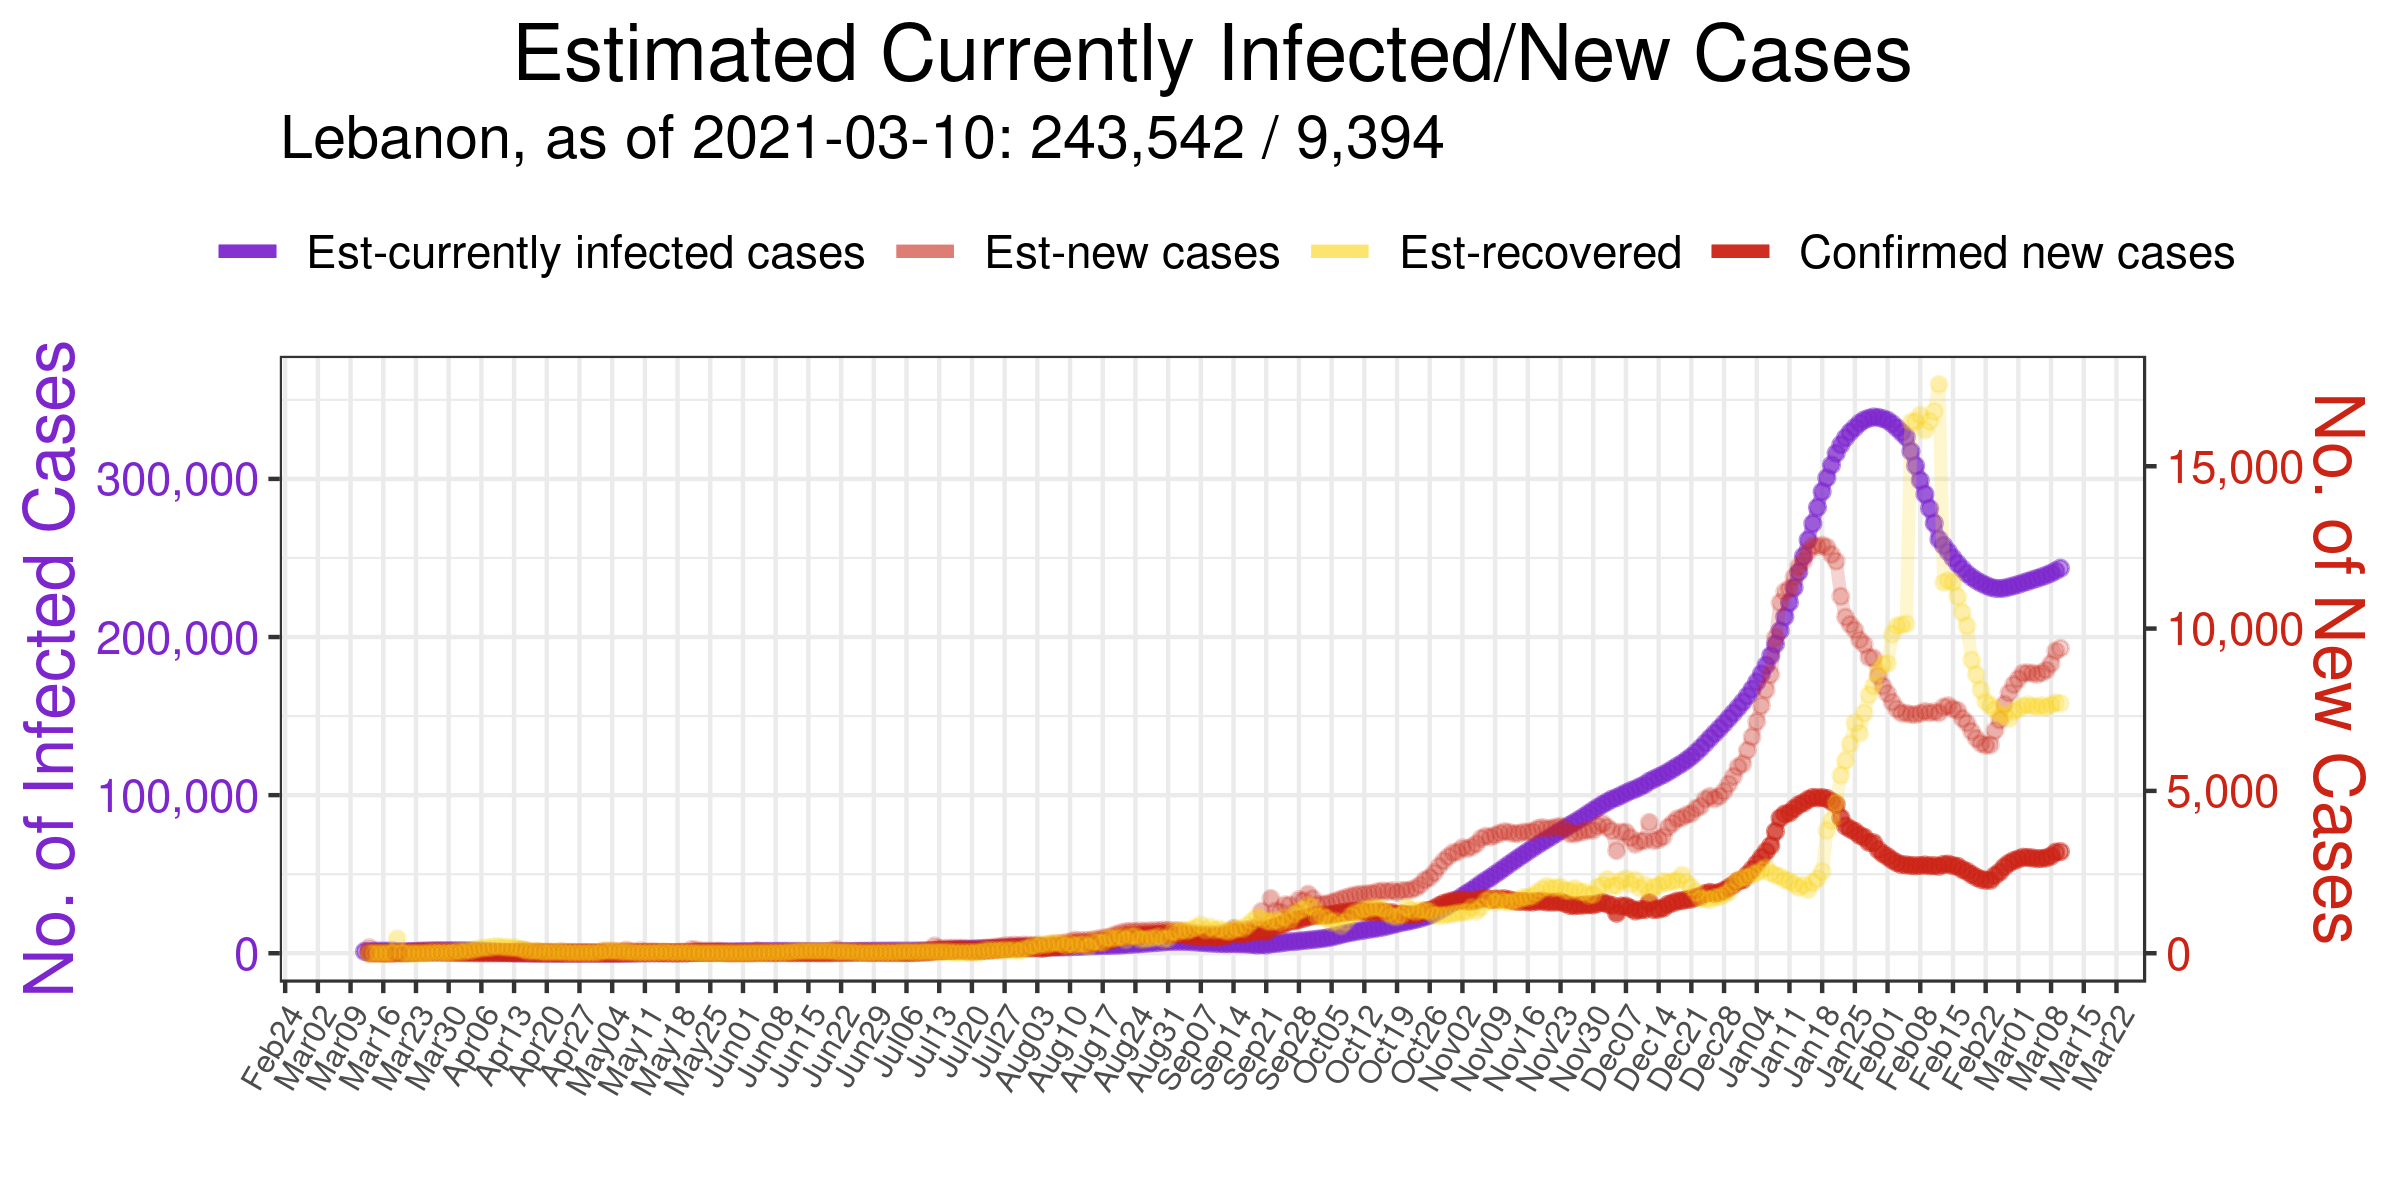 Estimated Currently Infected/New Cases
Lebanon, as of 2021-03-10: 243,542 / 9,394
Est-currently infected cases Est-new cases Est-recovered Confirmed new cases
No. of Infected Cases
300,000
200,000
100,000
0
15,000
10,000
5,000
0
No. of New Cases
Feb24 Mar02 Mar09 Mar16 Mar23 Mar30 Apr06 Apr13 Apr20 Apr27 May04 May11 May18 May25 Jun01 Jun08 Jun15 Jun22 Jun29 Jul06 Jul13 Jul20 Jul27 Aug03 Aug10 Aug17 Aug24 Aug31 Sep07 Sep14 Sep21 Sep28 Oct05 Oct12 Oct19 Oct26 Nov02 Nov09 Nov16 Nov23 Nov30 Dec07 Dec14 Dec21 Dec28 Jan04 Jan11 Jan18 Jan25 Feb01 Feb08 Feb15 Feb22 Mar01 Mar08 Mar15 Mar22